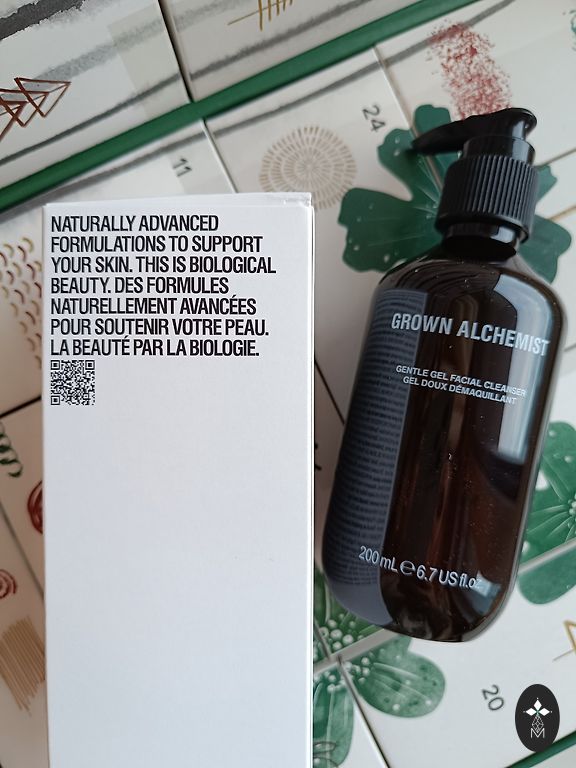 24
11
NATURALLY ADVANCED
FORMULATIONS TO SUPPORT
YOUR SKIN. THIS IS BIOLOGICAL
BEAUTY. DES FORMULES
NATURELLEMENT AVANCÉES
POUR SOUTENIR VOTRE PEAU.
LA BEAUTÉ PAR LA BIOLOGIE.
GROWN ALCHEMIST
GENTLE GEL FACIAL CLEANSER
GEL DOUX DÉMAQUILLANT
200 mL ℮ 6.7 US fl.oz
20
M